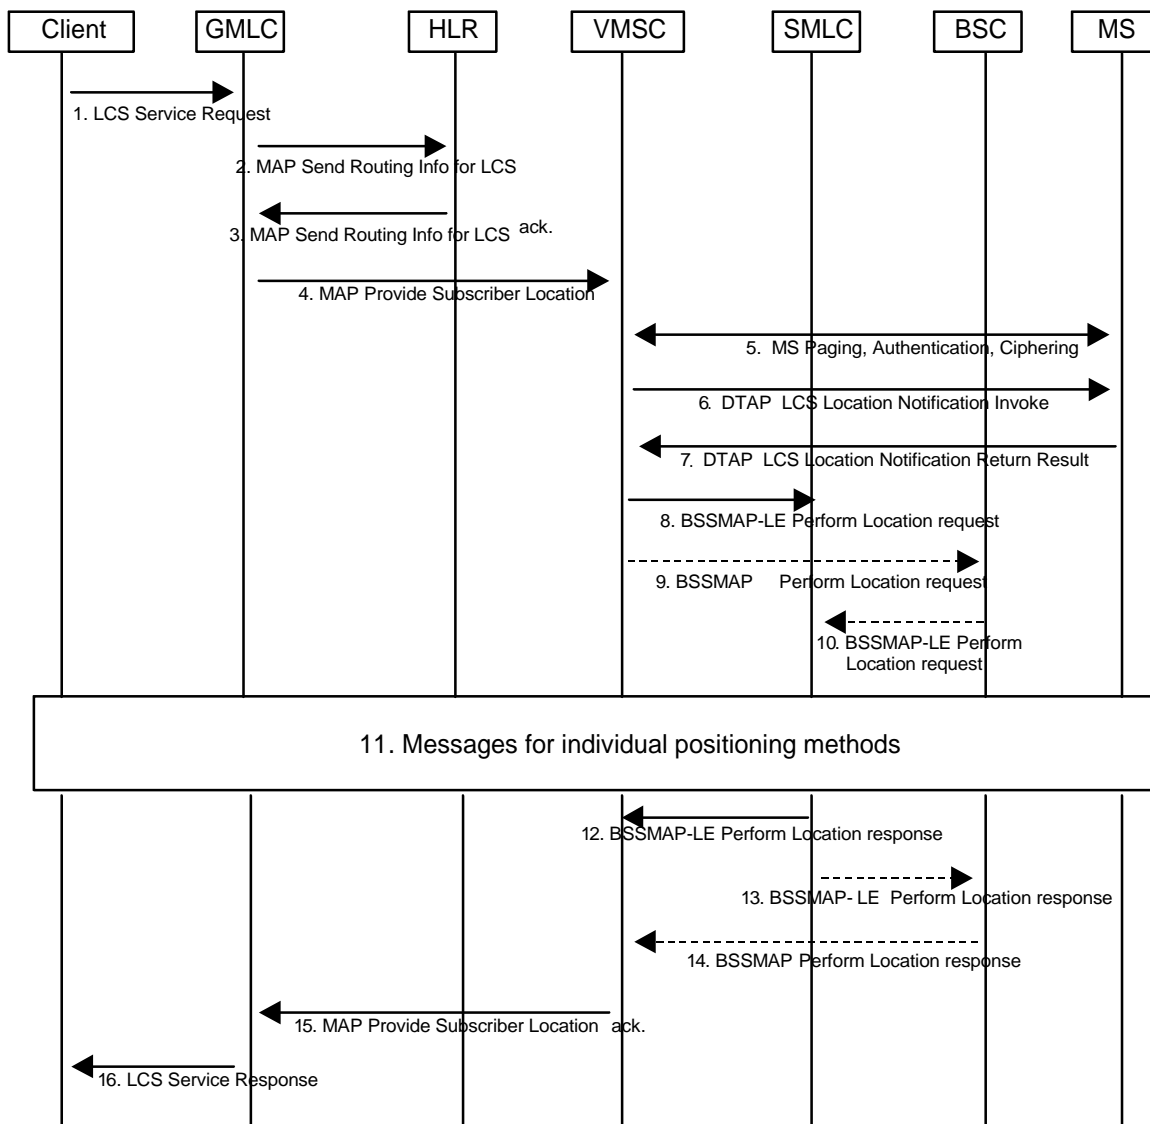 Client GMLC HLR VMSC SMLC BSC MS
1. LCS Service Request
2. MAP Send Routing Info for LCS
3. MAP Send Routing Info for LCS ack.
4. MAP Provide Subscriber Location
5. MS Paging, Authentication, Ciphering
6. DTAP LCS Location Notification Invoke
7. DTAP LCS Location Notification Return Result
8. BSSMAP-LE Perform Location request
9. BSSMAP Perform Location request
10. BSSMAP-LE Perform
Location request
11. Messages for individual positioning methods
12. BSSMAP-LE Perform Location response
13. BSSMAP- LE Perform Location response
14. BSSMAP Perform Location response
15. MAP Provide Subscriber Location ack.
16. LCS Service Response